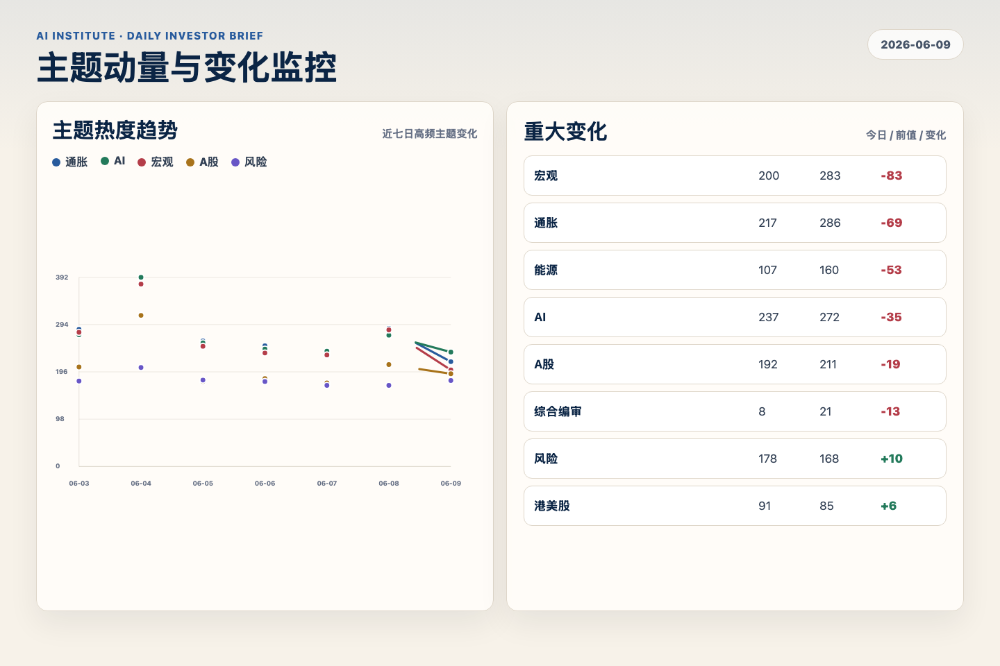 AI INSTITUTE · DAILY INVESTOR BRIEF
主题动量与变化监控
2026-06-09
主题热度趋势
近七日高频主题变化
通胀 AI 宏观 A股 风险
392
294
196
98
0
06-03 06-04 06-05 06-06 06-07 06-08 06-09
重大变化
今日 / 前值 / 变化
宏观 200 283 -83
通胀 217 286 -69
能源 107 160 -53
AI 237 272 -35
A股 192 211 -19
综合编审 8 21 -13
风险 178 168 +10
港美股 91 85 +6